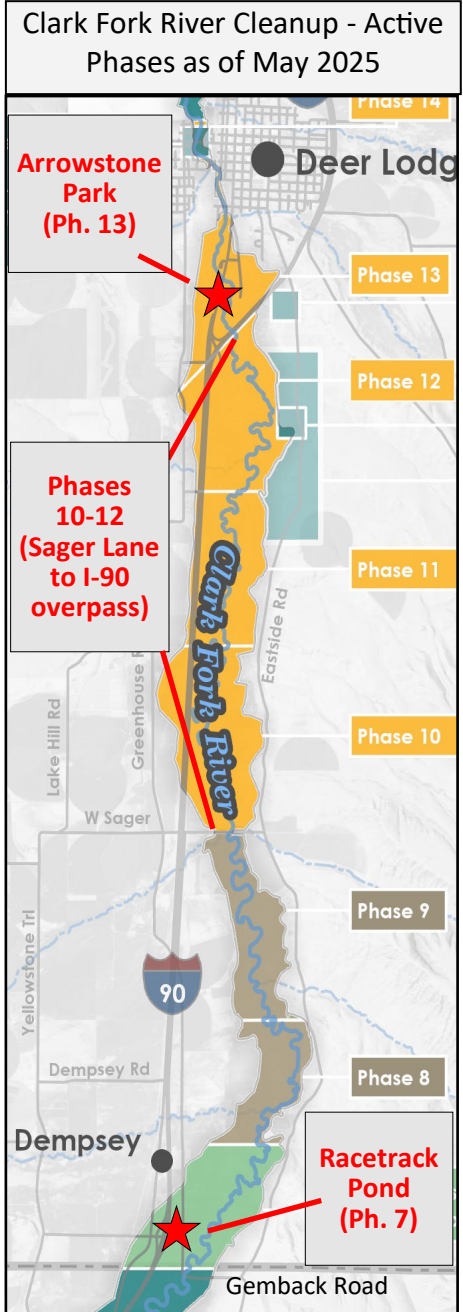 Clark Fork River Cleanup - Active
Phases as of May 2025
Phase 14
Deer Lodg
Arrowstone
Park
(Ph. 13)
Phase 13
Phase 12
Phases
10-12
(Sager Lane
to I-90
overpass)
Clark Fork River
Phase 11
Eastside Rd
Greenhouse R
Lake Hill Rd
Phase 10
W Sager
Phase 9
Yellowstone Trl
90
Dempsey Rd
Phase 8
Dempsey
Racetrack
Pond
(Ph. 7)
Gemback Road